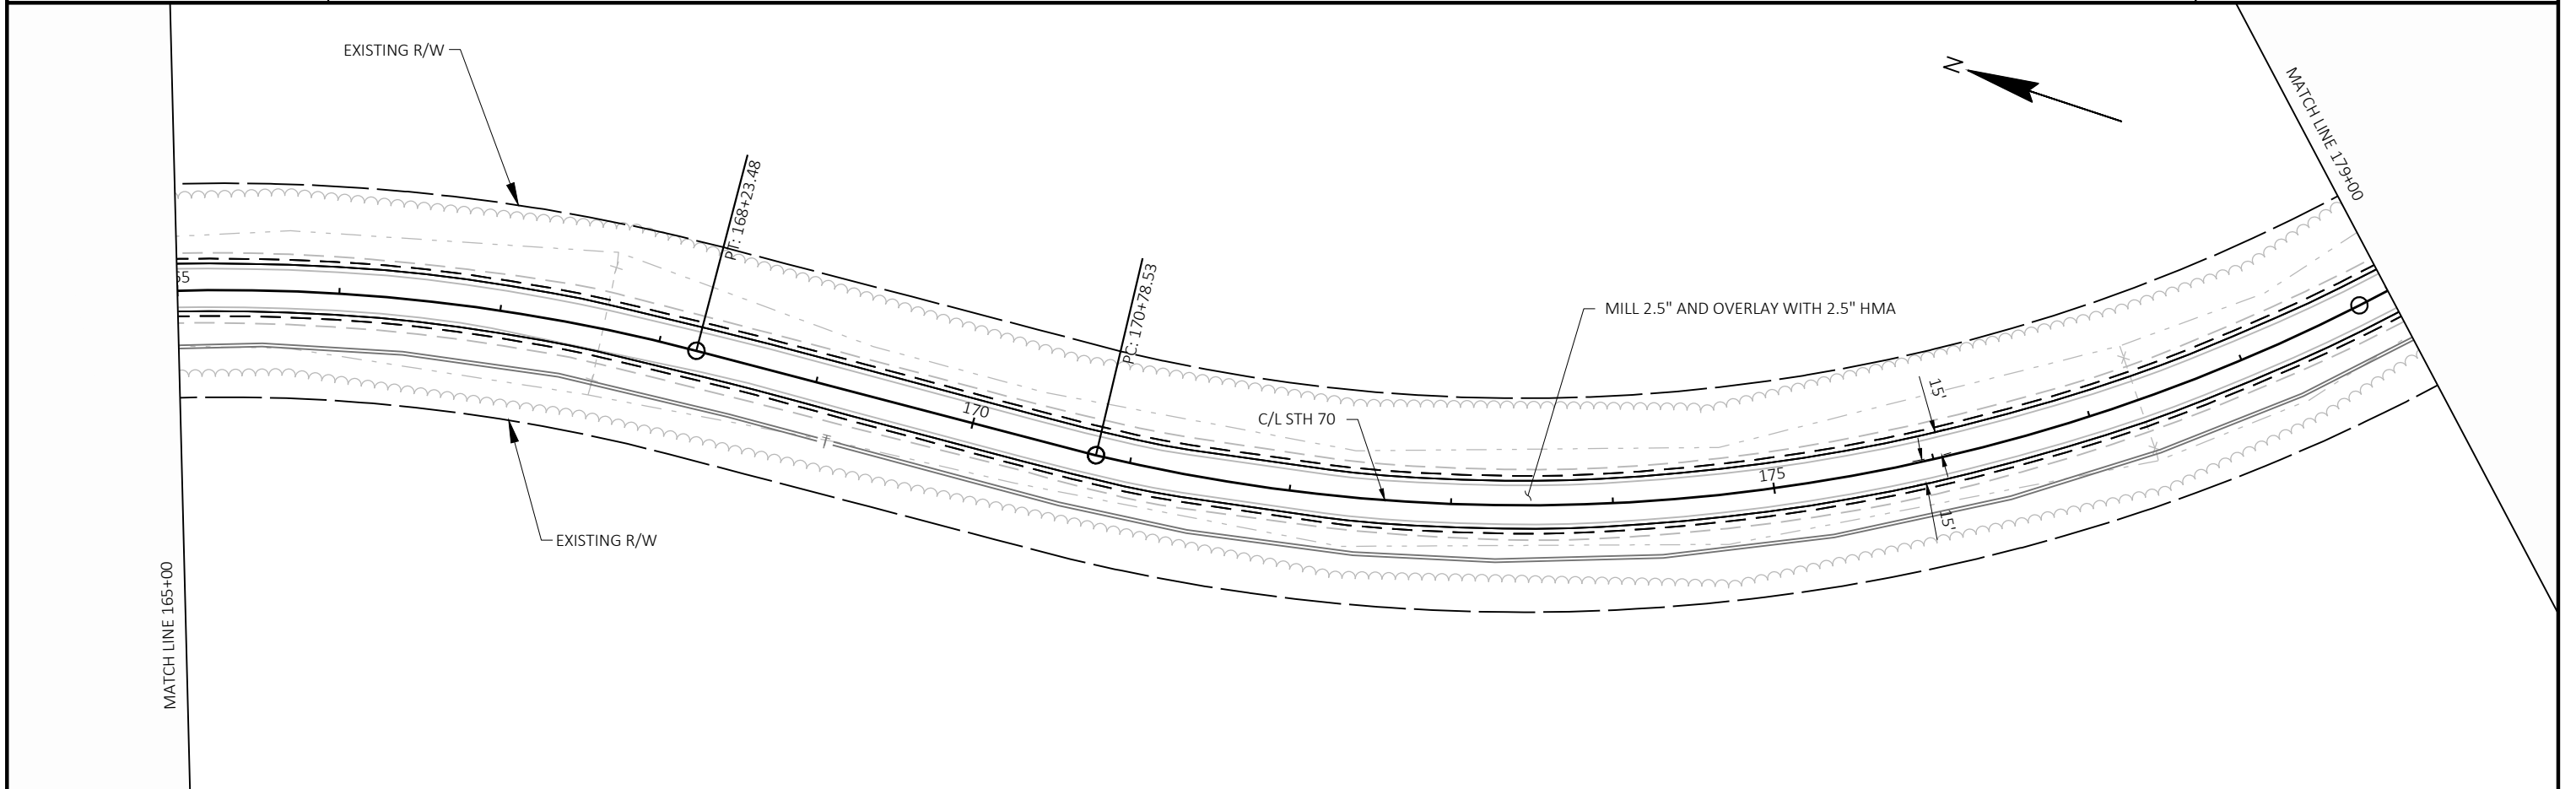 EXISTING R/W
N
MATCH LINE 179+00
PT: 168+23.48
PC: 170+78.53
65
MILL 2.5" AND OVERLAY WITH 2.5" HMA
15'
170
C/L STH 70
175
15'
T
EXISTING R/W
MATCH LINE 165+00